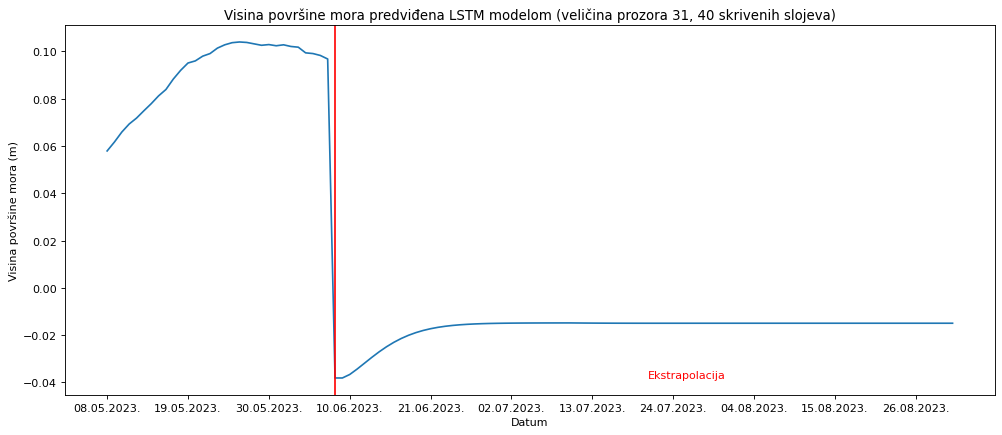 Visina površine mora predviđena LSTM modelom (veličina prozora 31, 40 skrivenih slojeva)
Visina površine mora (m)
0.10
0.08
0.06
0.04
0.02
0.00
−0.02
−0.04
Ekstrapolacija
08.05.2023. 19.05.2023. 30.05.2023. 10.06.2023. 21.06.2023. 02.07.2023. 13.07.2023. 24.07.2023. 04.08.2023. 15.08.2023. 26.08.2023.
Datum